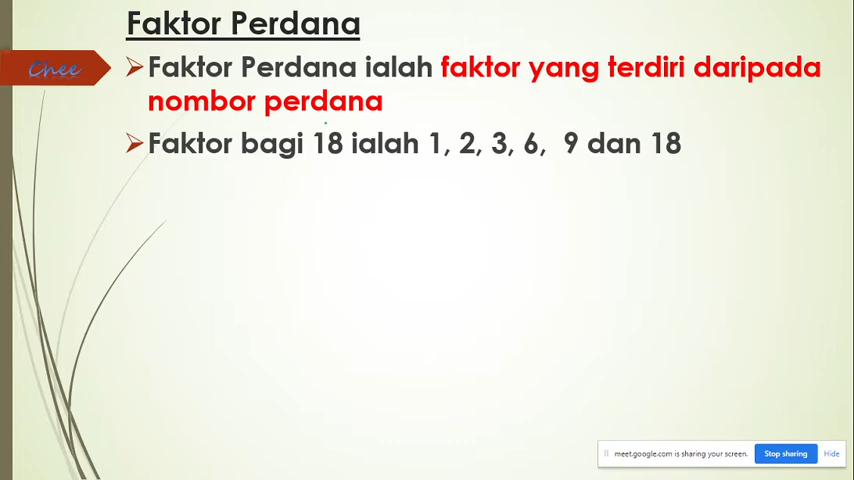 Faktor Perdana
Chee
Faktor Perdana ialah faktor yang terdiri daripada
nombor perdana
Faktor bagi 18 ialah 1, 2, 3, 6, 9 dan 18
meet.google.com is sharing your screen. Stop sharing Hide